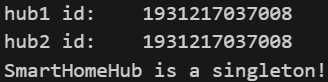 hub1 id:    1931217037008
hub2 id:    1931217037008
SmartHomeHub is a singleton!